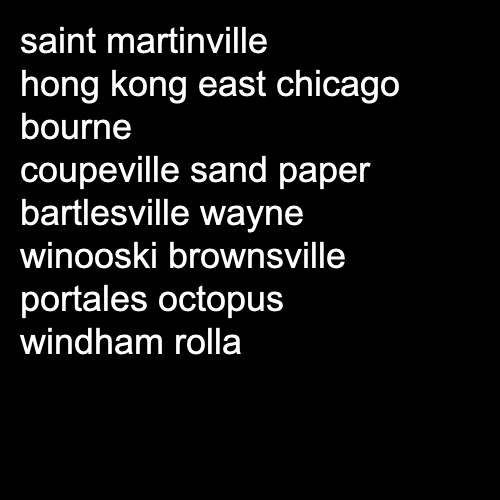 saint martinville
hong kong east chicago
bourne
coupeville sand paper
bartlesville wayne
winooski brownsville
portales octopus
windham rolla